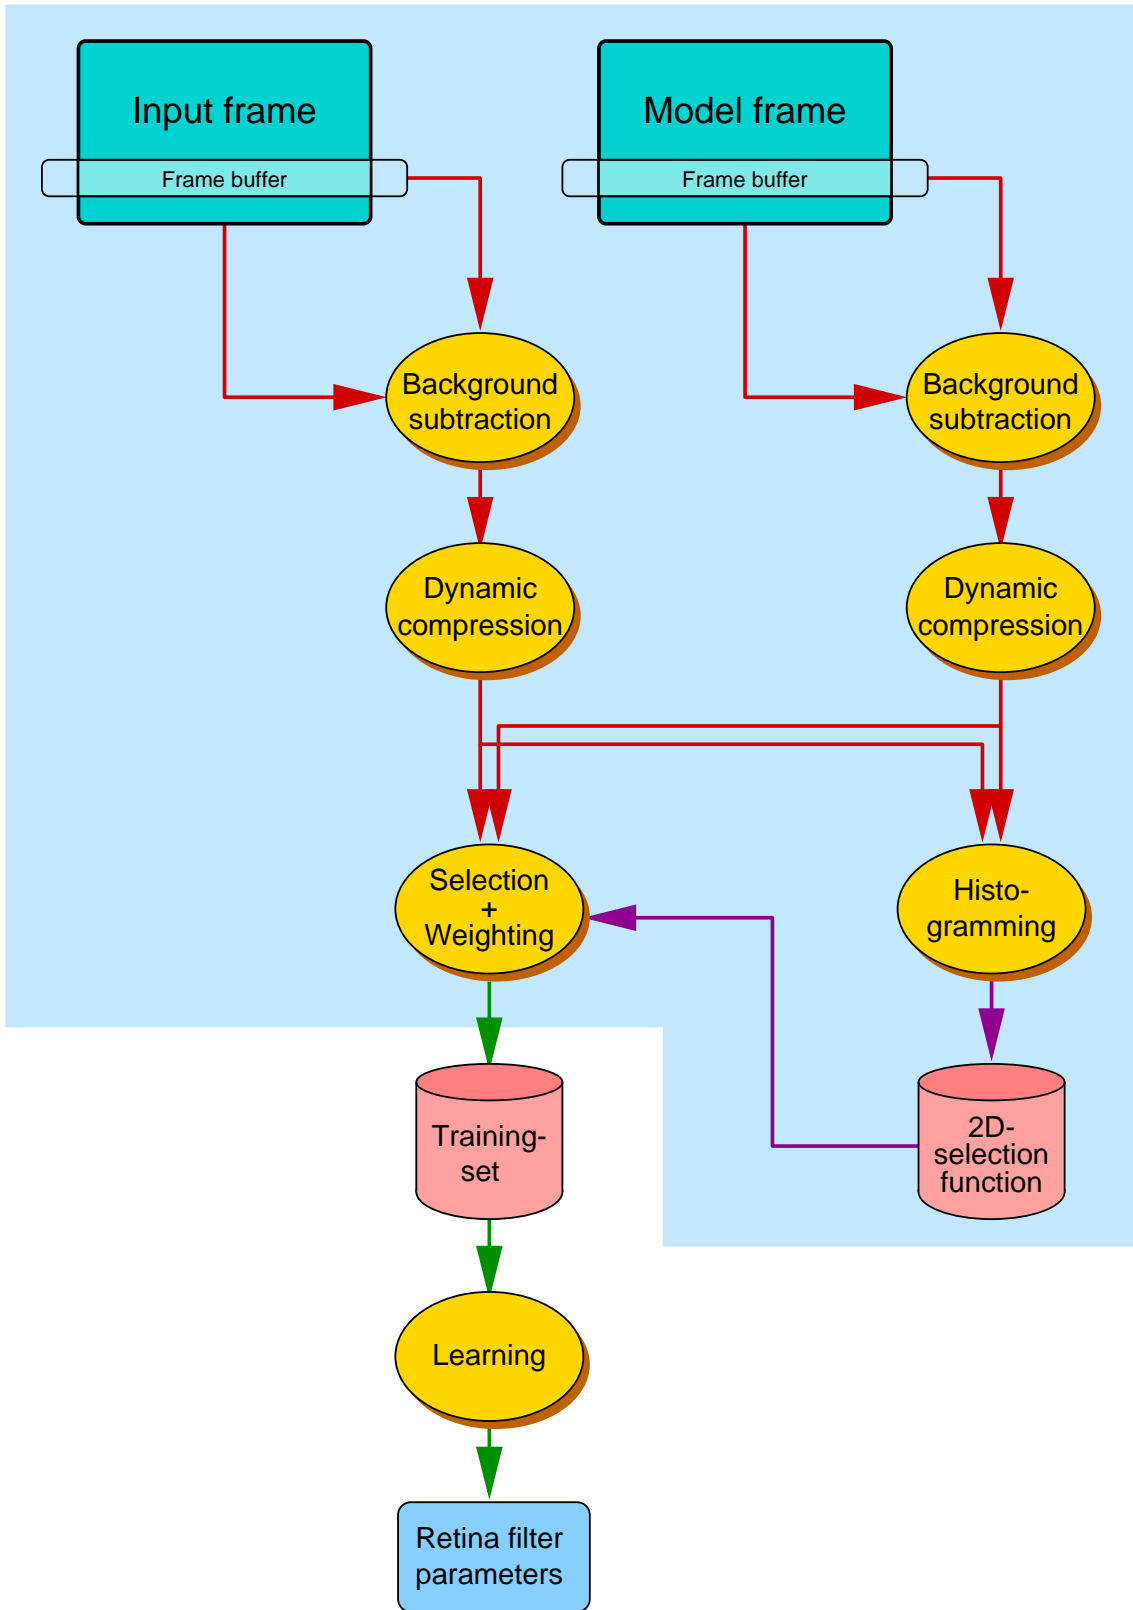 Input frame
Frame buffer
Model frame
Frame buffer
Background
subtraction
Background
subtraction
Dynamic
compression
Dynamic
compression
Selection
+
Weighting
Histo-
gramming
Training-
set
2D-
selection
function
Learning
Retina filter
parameters